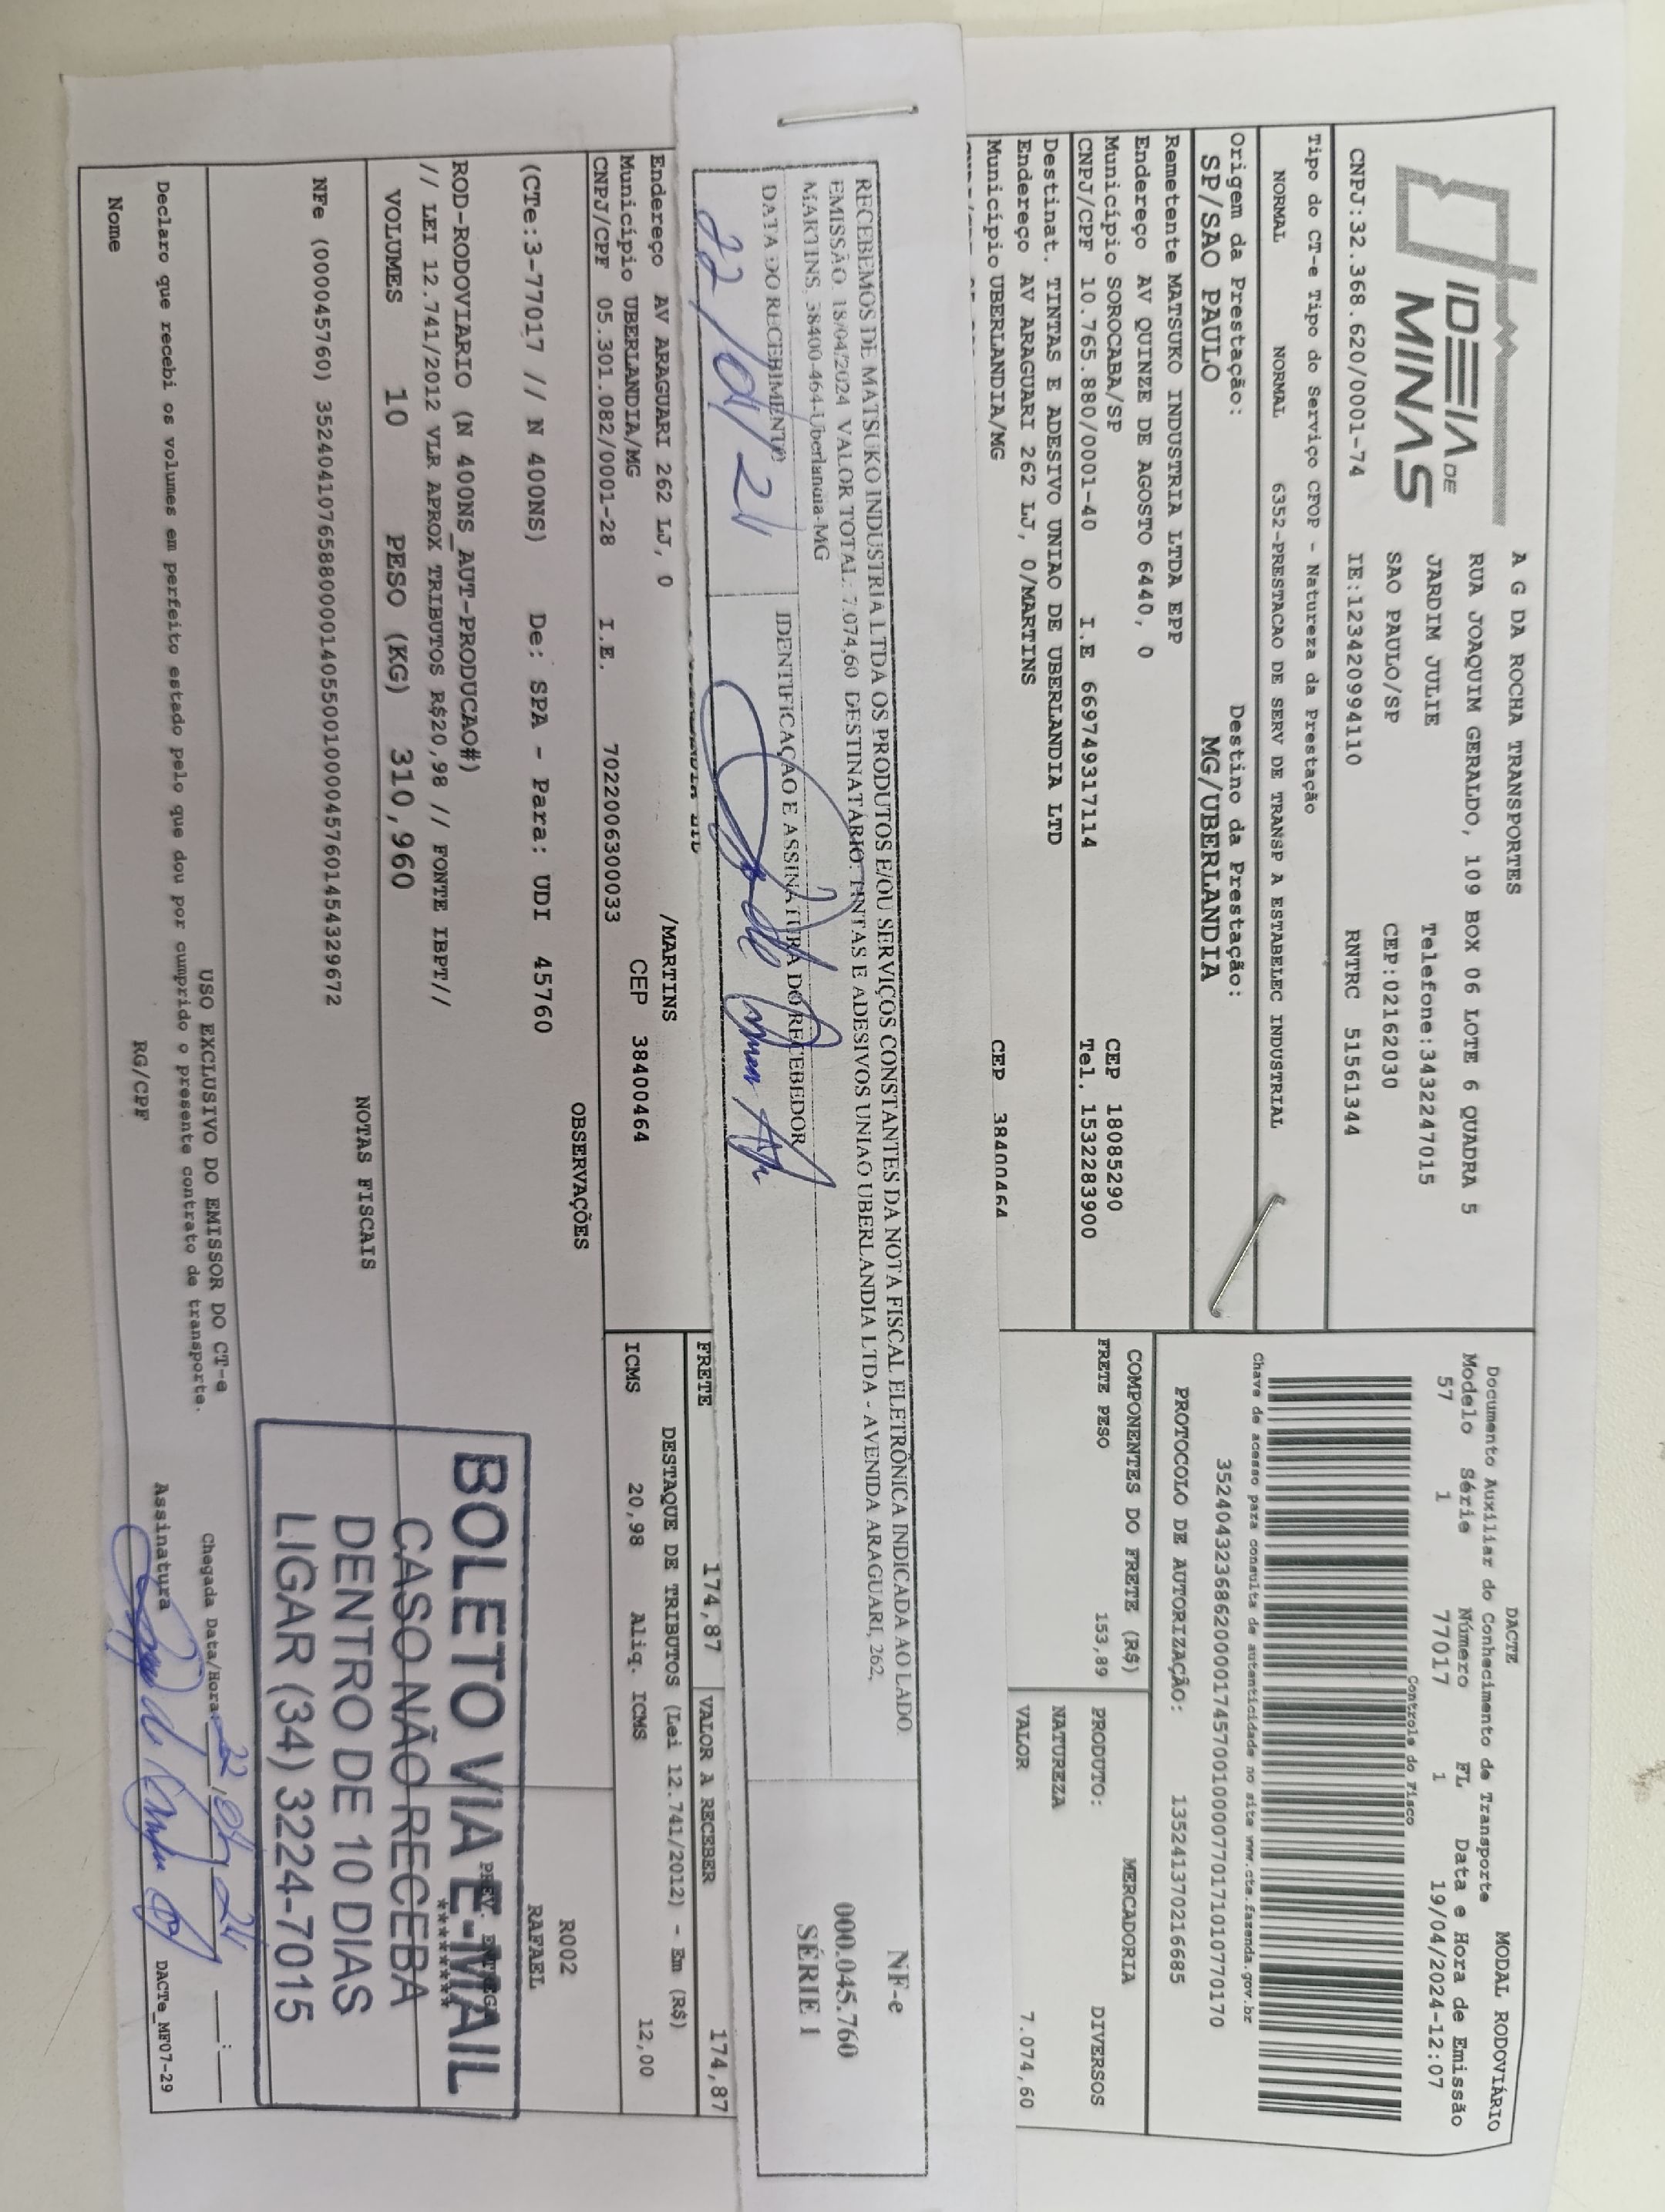 IDEIA DE
MINAS
CNPJ:32.368.620/0001-74
A G DA ROCHA TRANSPORTES
RUA JOAQUIM GERALDO, 109 BOX 06 LOTE 6 QUADRA 5
JARDIM JULIE Telefone:3432247015
SAO PAULO/SP CEP:02162030
IE:123420994110 RNTRC 51561344
DACTE MODAL RODOVIÁRIO
Documento Auxiliar do Conhecimento de Transporte
Modelo Série Número FL Data e Hora de Emissão
57 1 77017 1 19/04/2024-12:07
Controle do Fisco
Chave de acesso para consulta de autenticidade no site www.cte.fazenda.gov.br
PROTOCOLO DE AUTORIZAÇÃO: 135241370216685
Tipo do CT-e Tipo do Serviço CFOP - Natureza da Prestação
NORMAL NORMAL 6352-PRESTACAO DE SERV DE TRANSP A ESTABELEC INDUSTRIAL
Origem da Prestação: Destino da Prestação:
SP/SAO PAULO MG/UBERLANDIA
Remetente MATSUKO INDUSTRIA LTDA EPP
Endereço AV QUINZE DE AGOSTO 6440, 0
Município SOROCABA/SP CEP 18085290
CNPJ/CPF 10.765.880/0001-40 I.E 669749317114 Tel. 1532283900
Destinat. TINTAS E ADESIVO UNIAO DE UBERLANDIA LTD
Endereço AV ARAGUARI 262 LJ, 0/MARTINS
Município UBERLANDIA/MG CEP 38400464
COMPONENTES DO FRETE (R$) MERCADORIA
FRETE PESO 153,89 PRODUTO: DIVERSOS
NATUREZA
VALOR 7.074,60
RECEBEMOS DE MATSUKO INDUSTRIA LTDA OS PRODUTOS E/OU SERVIÇOS CONSTANTES DA NOTA FISCAL ELETRÔNICA INDICADA AO LADO.
EMISSÃO: 18/04/2024 VALOR TOTAL: 7.074,60 DESTINATÁRIO: TINTAS E ADESIVOS UNIAO UBERLANDIA LTDA - AVENIDA ARAGUARI, 262,
MARTINS, 38400-464-Uberlandia-MG
DATA DO RECEBIMENTO IDENTIFICAÇÃO E ASSINATURA DO RECEBEDOR
22/04/24
NF-e
000.045.760
SÉRIE 1
Endereço AV ARAGUARI 262 LJ, 0 /MARTINS
Município UBERLANDIA/MG CEP 38400464
CNPJ/CPF 05.301.082/0001-28 I.E. 7022006300033
FRETE 174,87 VALOR A RECEBER 174,87
DESTAQUE DE TRIBUTOS (Lei 12.741/2012) - Em (R$)
ICMS 20,98 Aliq. ICMS 12,00
OBSERVAÇÕES
(CTe:3-77017 // N 400NS) De: SPA - Para: UDI 45760
R002
RAFAEL
ROD-RODOVIARIO (N 400NS_AUT-PRODUCAO#)
// LEI 12.741/2012 VLR APROX TRIBUTOS R$20,98 // FONTE IBPT//
PREV. ENTREGA
VOLUMES 10 PESO (KG) 310,960
NOTAS FISCAIS
NFe (000045760) 35240410765880000140550010000457601454329672
BOLETO VIA E-MAIL
CASO NÃO RECEBA
DENTRO DE 10 DIAS
LIGAR (34) 3224-7015
USO EXCLUSIVO DO EMISSOR DO CT-e
Declaro que recebi os volumes em perfeito estado pelo que dou por cumprido o presente contrato de transporte.
Chegada Data/Hora: 22/04/24 ___:___
Nome RG/CPF Assinatura
DACTe_MF07-29